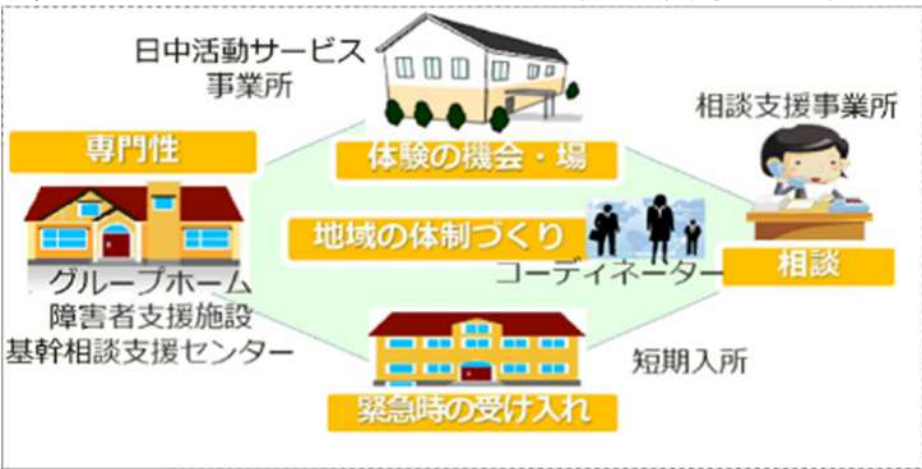 日中活動サービス
事業所
相談支援事業所
専門性
体験の機会・場
地域の体制づくり
コーディネーター
相談
グループホーム
障害者支援施設
基幹相談支援センター
短期入所
緊急時の受け入れ